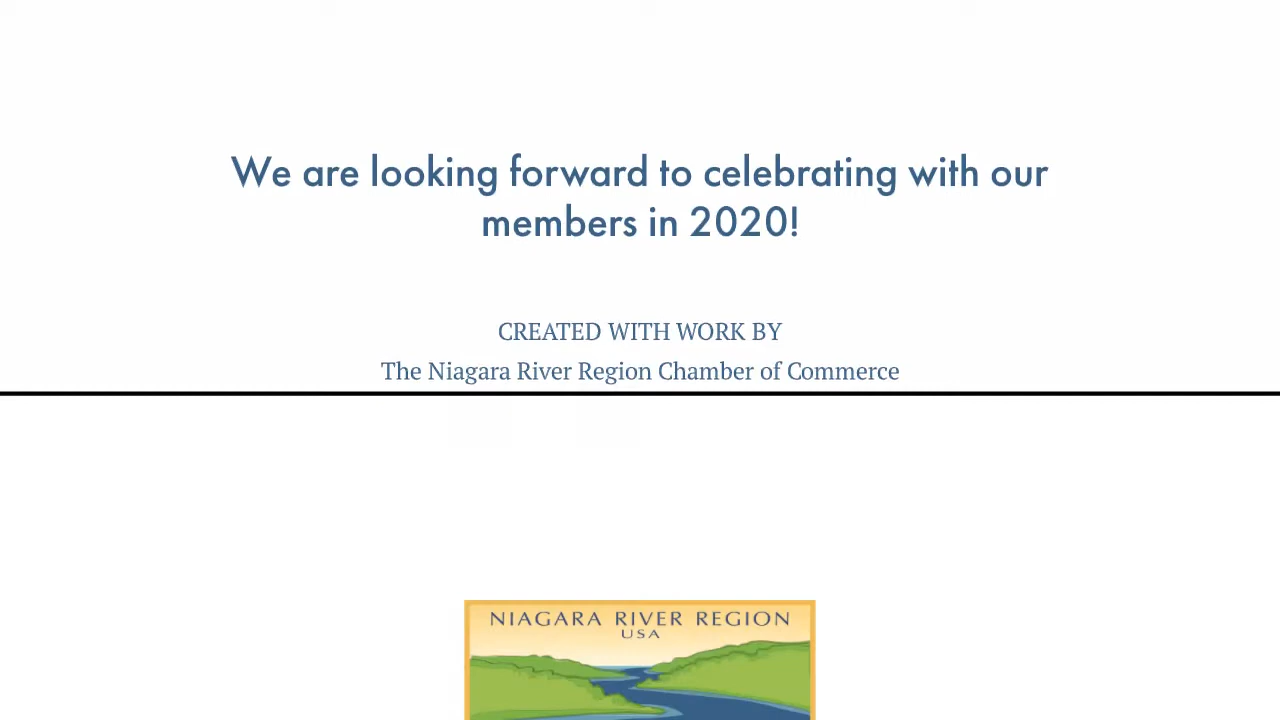 We are looking forward to celebrating with our
members in 2020!
CREATED WITH WORK BY
The Niagara River Region Chamber of Commerce
NIAGARA RIVER REGION
USA